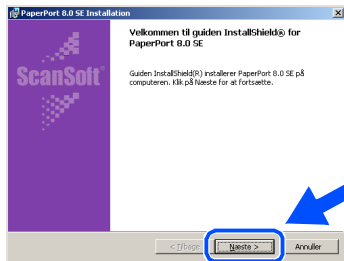 PaperPort 8.0 SE Installation
Velkommen til guiden InstallShield® for
PaperPort 8.0 SE
ScanSoft®
Guiden InstallShield(R) installerer PaperPort 8.0 SE på
computeren. Klik på Næste for at fortsætte.
< Tilbage
Næste >
Annuller